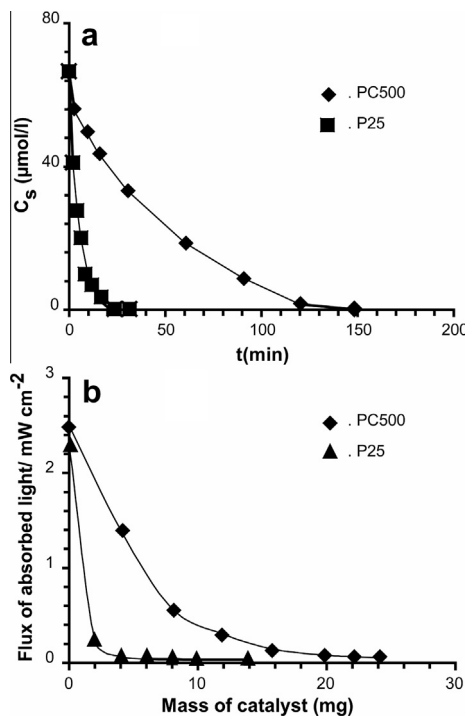 a
80
40
0
Cs (µmol/l)
. PC500
. P25
0 50 100 150 200
t(min)
b
3
2
1
0
Flux of absorbed light/ mW cm⁻²
. PC500
. P25
0 10 20 30
Mass of catalyst (mg)